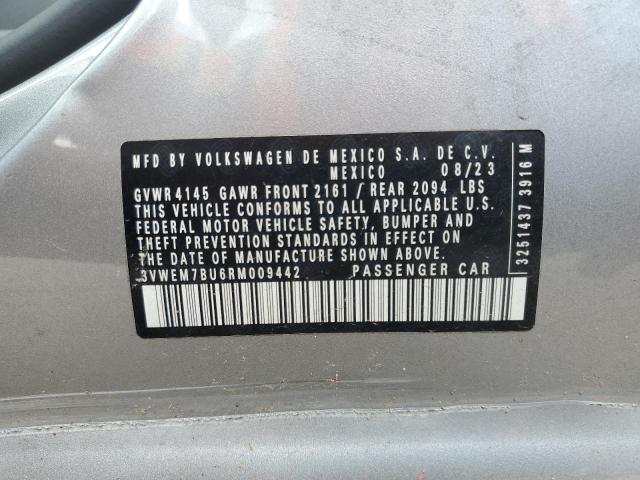 MFD BY VOLKSWAGEN DE MEXICO S.A. DE C.V.
MEXICO 08/23
GVWR 4145 GAWR FRONT 2161 / REAR 2094 LBS
THIS VEHICLE CONFORMS TO ALL APPLICABLE U.S.
FEDERAL MOTOR VEHICLE SAFETY, BUMPER AND
THEFT PREVENTION STANDARDS IN EFFECT ON
THE DATE OF MANUFACTURE SHOWN ABOVE.
3VWEM7BU6RM009442 PASSENGER CAR
3251437 3916 M